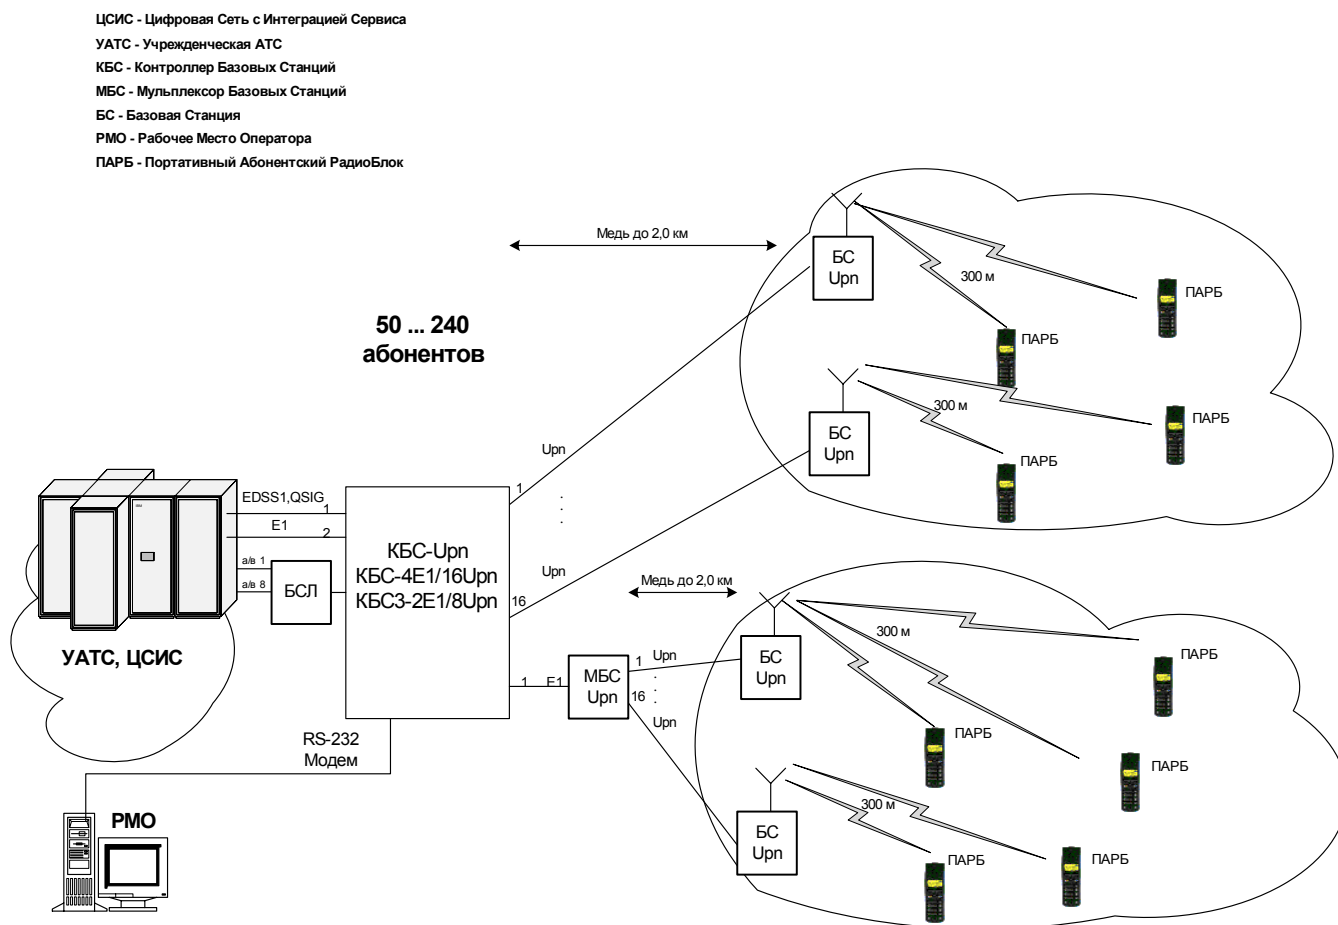 ЦСИС - Цифровая Сеть с Интеграцией Сервиса
УАТС - Учрежденческая АТС
КБС - Контроллер Базовых Станций
МБС - Мультплексор Базовых Станций
БС - Базовая Станция
РМО - Рабочее Место Оператора
ПАРБ - Портативный Абонентский РадиоБлок
Медь до 2,0 км
БС
Upn
300 м
ПАРБ
ПАРБ
50 ... 240
абонентов
300 м
БС
Upn
ПАРБ
ПАРБ
Upn
1
.
.
.
Upn
16
EDSS1,QSIG
1
E1
2
а/в 1
а/в 8
БСЛ
КБС-Upn
КБС-4Е1/16Upn
КБС3-2Е1/8Upn
УАТС, ЦСИС
1
E1
МБС
Upn
Медь до 2,0 км
1
Upn
.
.
.
16
Upn
БС
Upn
300 м
ПАРБ
ПАРБ
ПАРБ
БС
Upn
300 м
ПАРБ
ПАРБ
RS-232
Модем
РМО